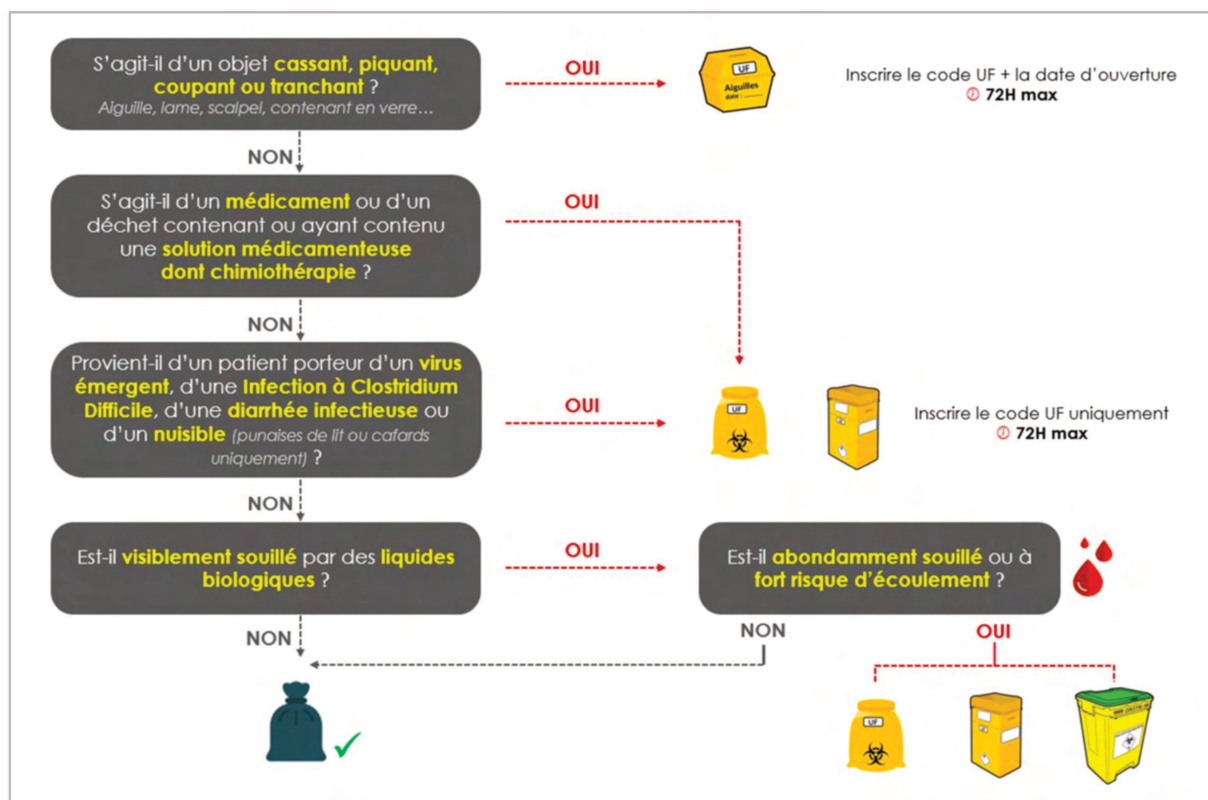 S'agit-il d'un objet cassant, piquant,
coupant ou tranchant ?
Aiguille, lame, scalpel, contenant en verre...
OUI
UF
Aiguilles
date :
Inscrire le code UF + la date d'ouverture
72H max
NON
S'agit-il d'un médicament ou d'un
déchet contenant ou ayant contenu
une solution médicamenteuse
dont chimiothérapie ?
OUI
NON
Provient-il d'un patient porteur d'un virus
émergent, d'une Infection à Clostridium
Difficile, d'une diarrhée infectieuse ou
d'un nuisible (punaises de lit ou cafards
uniquement) ?
OUI
UF
Inscrire le code UF uniquement
72H max
NON
Est-il visiblement souillé par des liquides
biologiques ?
OUI
Est-il abondamment souillé ou à
fort risque d'écoulement ?
NON
NON
OUI
UF